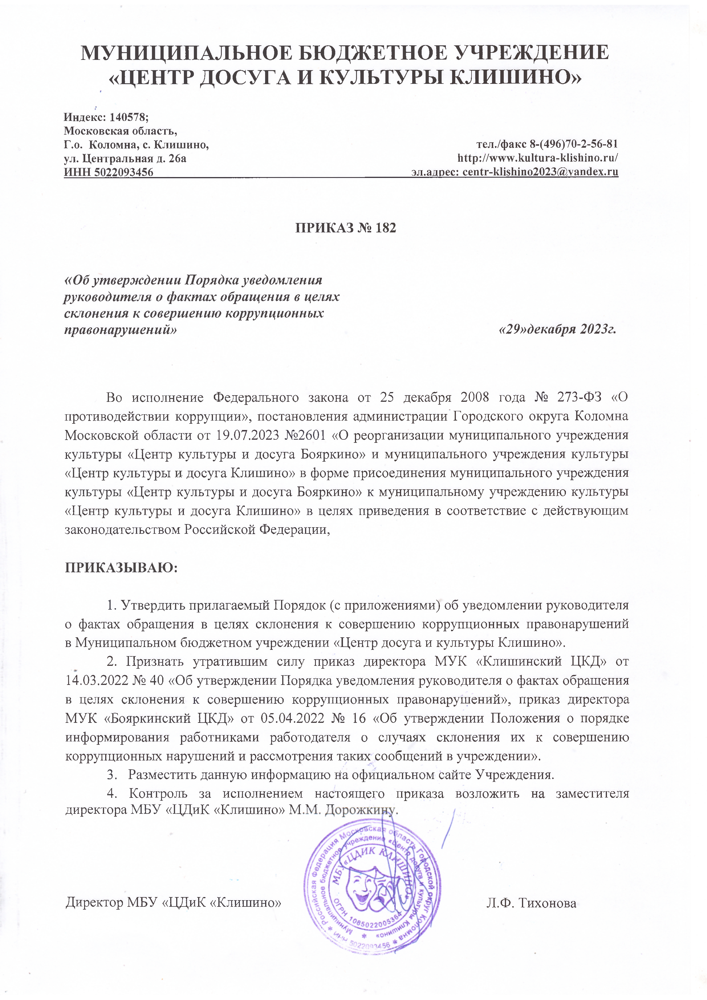 МУНИЦИПАЛЬНОЕ БЮДЖЕТНОЕ УЧРЕЖДЕНИЕ
«ЦЕНТР ДОСУГА И КУЛЬТУРЫ КЛИШИНО»
Индекс: 140578;
Московская область,
Г.о. Коломна, с. Клишино,
ул. Центральная д. 26а
ИНН 5022093456
тел./факс 8-(496)70-2-56-81
http://www.kultura-klishino.ru/
эл.адрес: centr-klishino2023@yandex.ru
ПРИКАЗ № 182
«Об утверждении Порядка уведомления
руководителя о фактах обращения в целях
склонения к совершению коррупционных
правонарушений»
«29»декабря 2023г.
Во исполнение Федерального закона от 25 декабря 2008 года № 273-ФЗ «О
противодействии коррупции», постановления администрации Городского округа Коломна
Московской области от 19.07.2023 №2601 «О реорганизации муниципального учреждения
культуры «Центр культуры и досуга Бояркино» и муниципального учреждения культуры
«Центр культуры и досуга Клишино» в форме присоединения муниципального учреждения
культуры «Центр культуры и досуга Бояркино» к муниципальному учреждению культуры
«Центр культуры и досуга Клишино» в целях приведения в соответствие с действующим
законодательством Российской Федерации,
ПРИКАЗЫВАЮ:
1. Утвердить прилагаемый Порядок (с приложениями) об уведомлении руководителя
о фактах обращения в целях склонения к совершению коррупционных правонарушений
в Муниципальном бюджетном учреждении «Центр досуга и культуры Клишино».
2. Признать утратившим силу приказ директора МУК «Клишинский ЦКД» от
14.03.2022 № 40 «Об утверждении Порядка уведомления руководителя о фактах обращения
в целях склонения к совершению коррупционных правонарушений», приказ директора
МУК «Бояркинский ЦКД» от 05.04.2022 № 16 «Об утверждении Положения о порядке
информирования работниками работодателя о случаях склонения их к совершению
коррупционных нарушений и рассмотрения таких сообщений в учреждении».
3. Разместить данную информацию на официальном сайте Учреждения.
4. Контроль за исполнением настоящего приказа возложить на заместителя
директора МБУ «ЦДиК «Клишино» М.М. Дорожкину.
Директор МБУ «ЦДиК «Клишино»
Л.Ф. Тихонова
Российская Федерация Московская область Городской округ Коломна * ИНН 5022093456 *
Муниципальное бюджетное учреждение «Центр досуга и культуры Клишино» *
МБУ«ЦДИК КЛИШИНО»
ОГРН 1085022005364